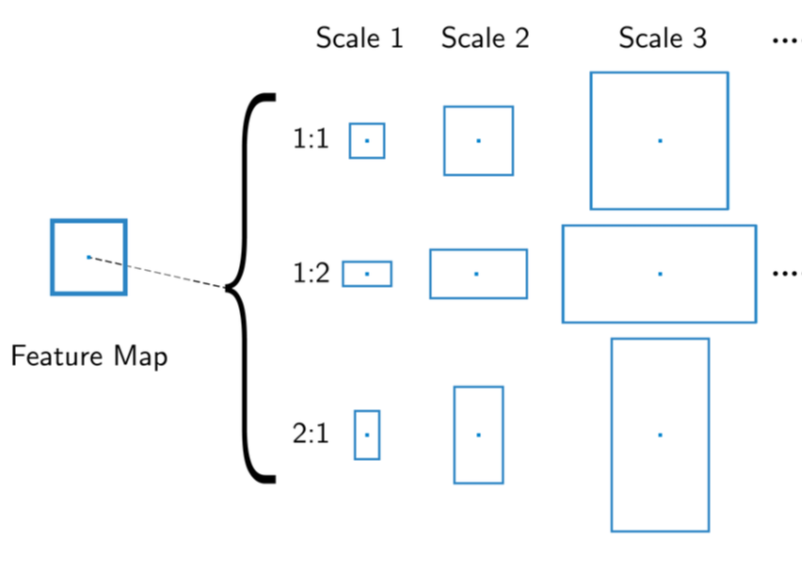 Scale 1 Scale 2 Scale 3 ....
1:1
1:2 ....
Feature Map
2:1